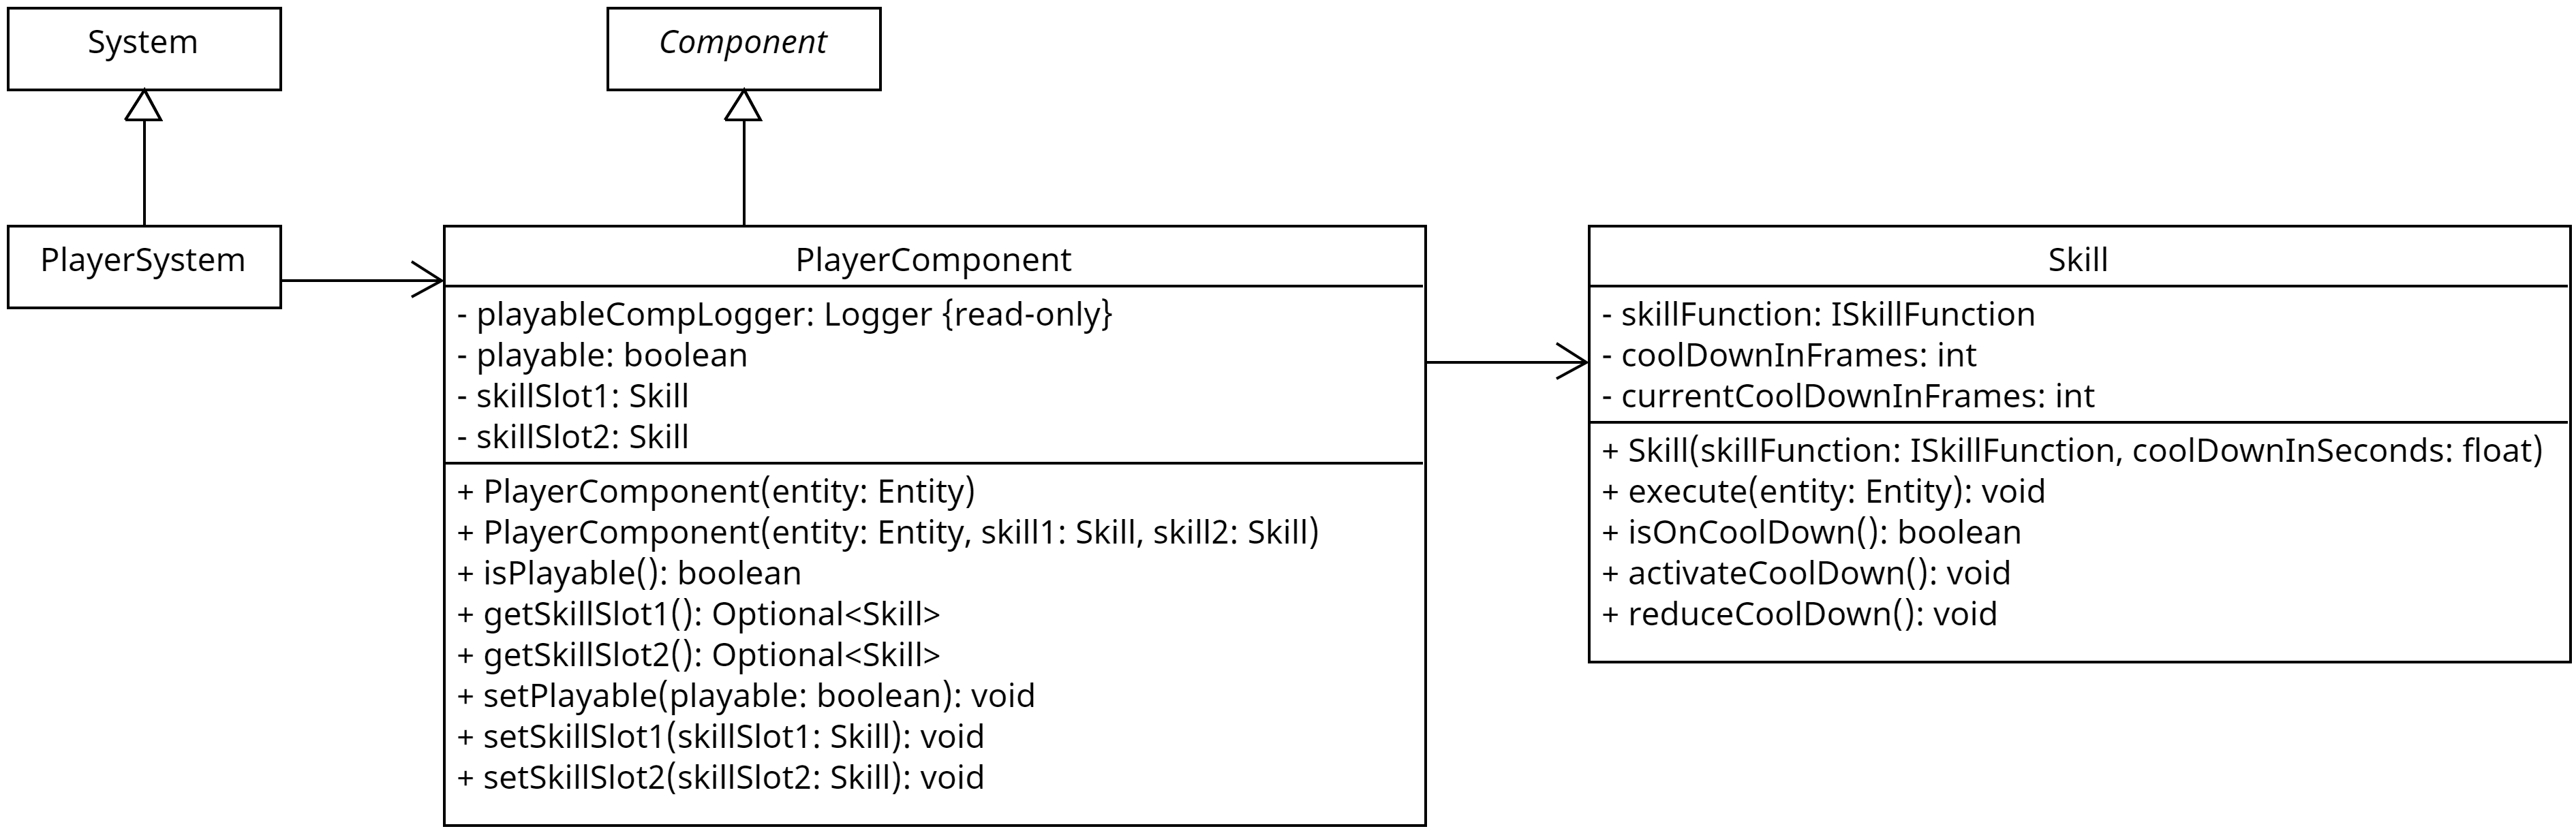 System
Component
PlayerSystem
PlayerComponent
- playableCompLogger: Logger {read-only}
- playable: boolean
- skillSlot1: Skill
- skillSlot2: Skill
+ PlayerComponent(entity: Entity)
+ PlayerComponent(entity: Entity, skill1: Skill, skill2: Skill)
+ isPlayable(): boolean
+ getSkillSlot1(): Optional<Skill>
+ getSkillSlot2(): Optional<Skill>
+ setPlayable(playable: boolean): void
+ setSkillSlot1(skillSlot1: Skill): void
+ setSkillSlot2(skillSlot2: Skill): void
Skill
- skillFunction: ISkillFunction
- coolDownInFrames: int
- currentCoolDownInFrames: int
+ Skill(skillFunction: ISkillFunction, coolDownInSeconds: float)
+ execute(entity: Entity): void
+ isOnCoolDown(): boolean
+ activateCoolDown(): void
+ reduceCoolDown(): void